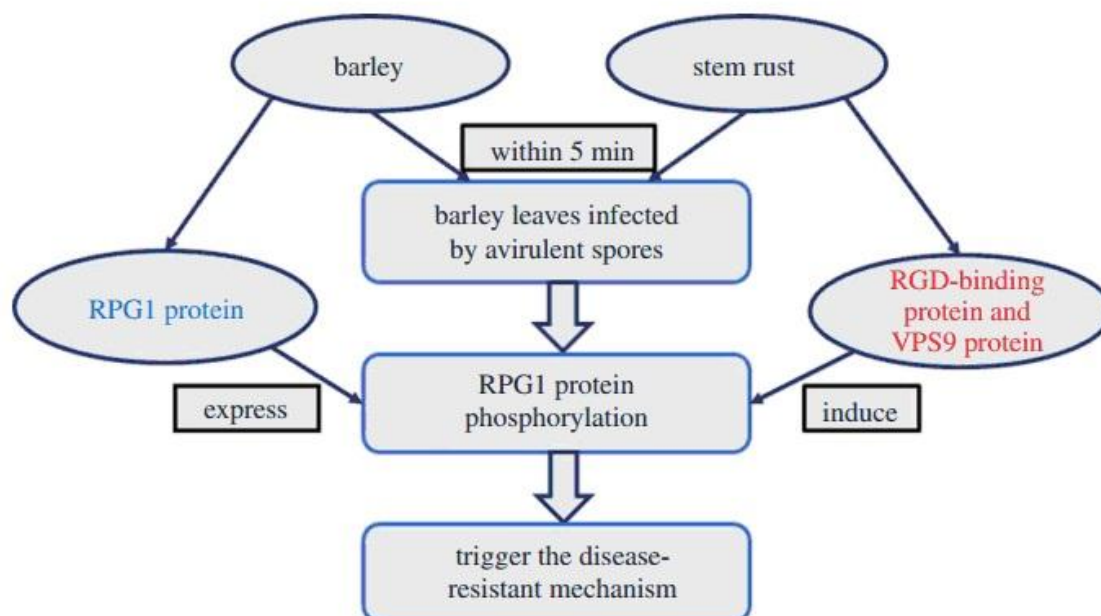 barley
stem rust
within 5 min
barley leaves infected
by avirulent spores
RPG1 protein
RGD-binding
protein and
VPS9 protein
express
RPG1 protein
phosphorylation
induce
trigger the disease-
resistant mechanism